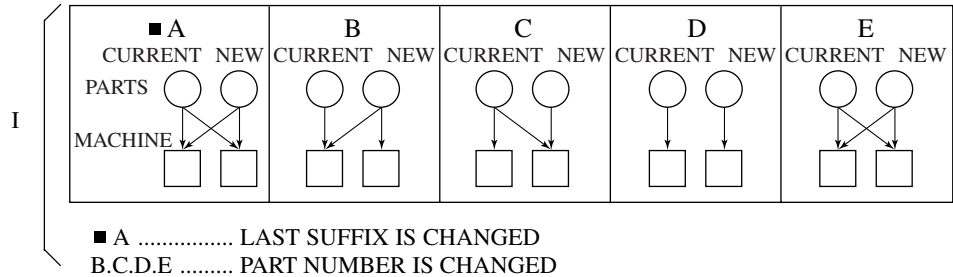 ■ A B C D E
CURRENT NEW CURRENT NEW CURRENT NEW CURRENT NEW CURRENT NEW
PARTS
I
MACHINE
■ A ................ LAST SUFFIX IS CHANGED
B.C.D.E ......... PART NUMBER IS CHANGED